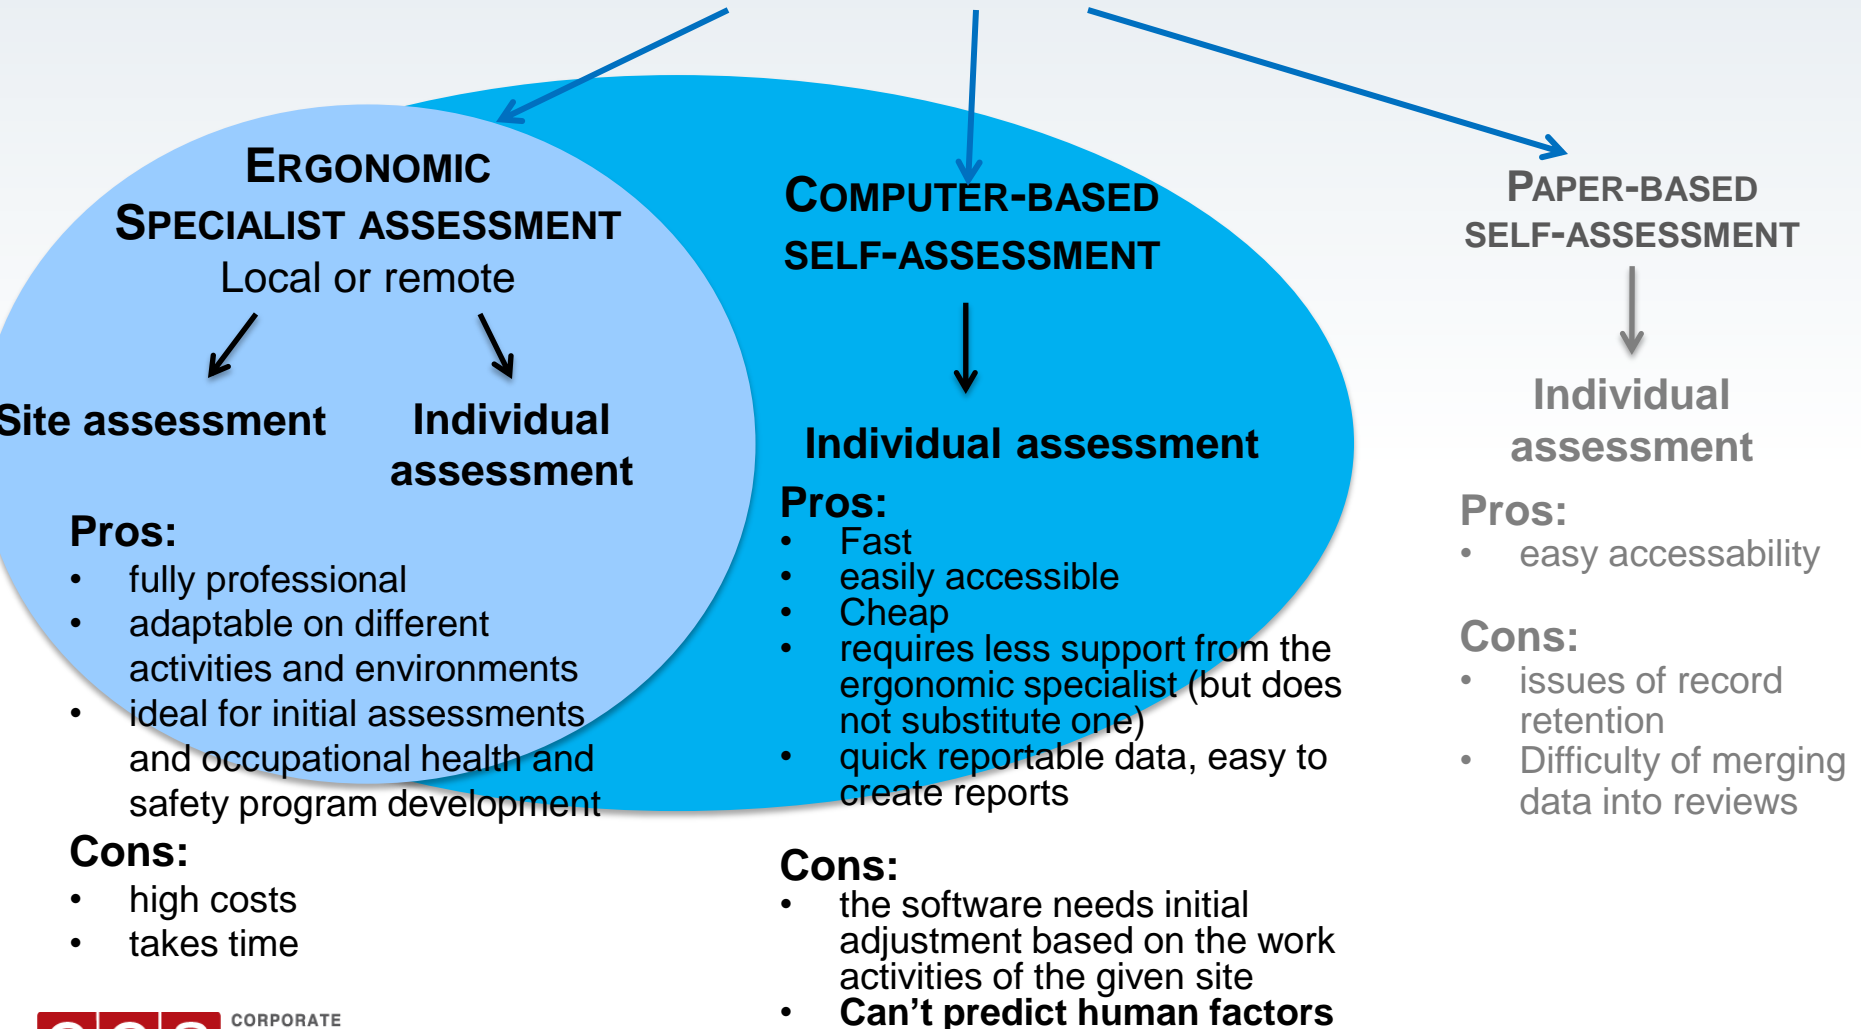 ERGONOMIC
SPECIALIST ASSESSMENT
Local or remote
Site assessment
Individual
assessment
Pros:
• fully professional
• adaptable on different
activities and environments
• ideal for initial assessments
and occupational health and
safety program development
Cons:
• high costs
• takes time
COMPUTER-BASED
SELF-ASSESSMENT
Individual assessment
Pros:
• Fast
• easily accessible
• Cheap
• requires less support from the
ergonomic specialist (but does
not substitute one)
• quick reportable data, easy to
create reports
Cons:
• the software needs initial
adjustment based on the work
activities of the given site
• Can't predict human factors
PAPER-BASED
SELF-ASSESSMENT
Individual
assessment
Pros:
• easy accessability
Cons:
• issues of record
retention
• Difficulty of merging
data into reviews
CORPORATE